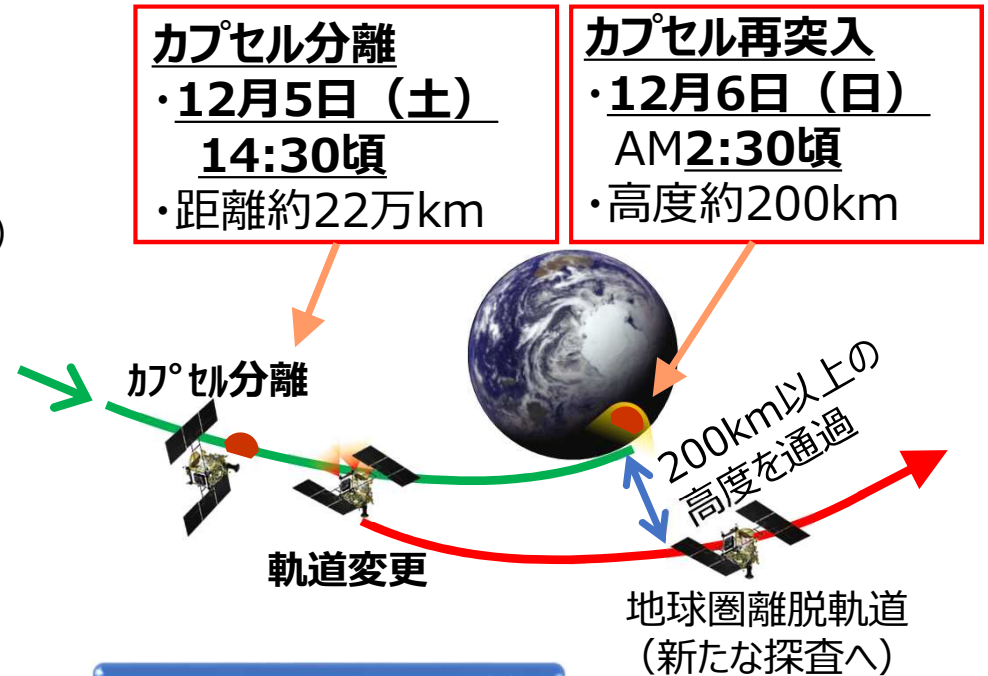 カプセル分離
・12月5日（土）
14:30頃
・距離約22万km
カプセル再突入
・12月6日（日）
AM2:30頃
・高度約200km
）
ｶﾌﾟｾﾙ分離
200km以上の
高度を通過
軌道変更
地球圏離脱軌道
（新たな探査へ）